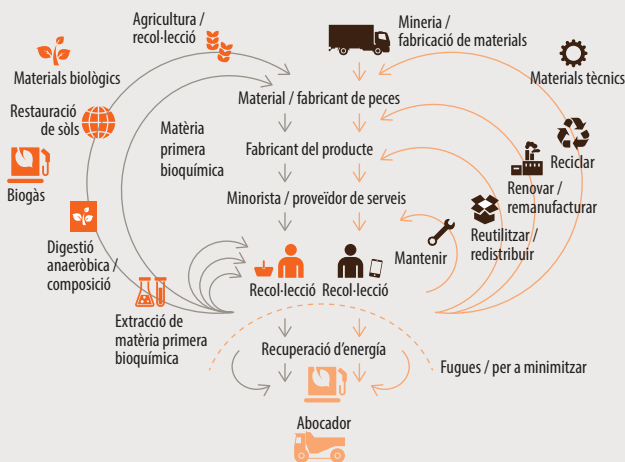 Agricultura /
recol·lecció
Mineria /
fabricació de materials
Materials biològics
Materials tècnics
Material / fabricant de peces
Restauració
de sòls
Matèria
primera
bioquímica
Fabricant del producte
Reciclar
Biogàs
Renovar /
remanufacturar
Minorista / proveïdor de serveis
Reutilitzar /
redistribuir
Digestió
anaeròbica /
composició
Mantenir
Recol·lecció
Recol·lecció
Extracció de
matèria primera
bioquímica
Recuperació d'energía
Fugues / per a minimitzar
Abocador